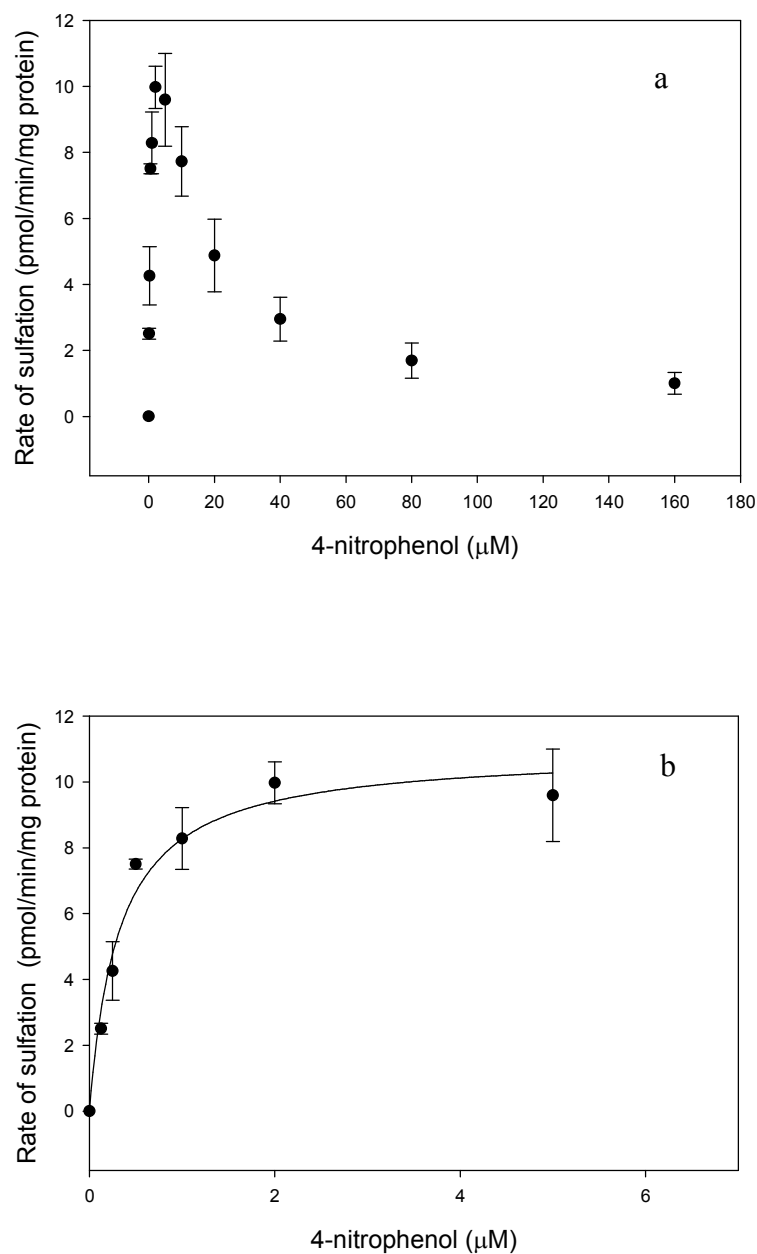 a
Rate of sulfation (pmol/min/mg protein)
12
10
8
6
4
2
0
0 20 40 60 80 100 120 140 160 180
4-nitrophenol (μM)
b
Rate of sulfation (pmol/min/mg protein)
12
10
8
6
4
2
0
0 2 4 6
4-nitrophenol (μM)